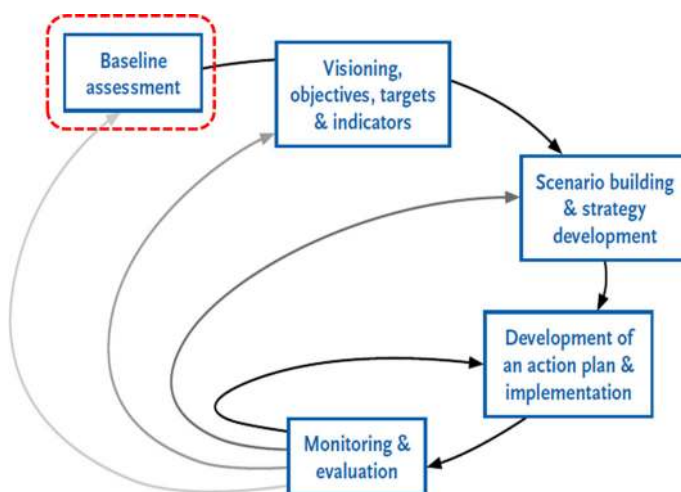 Baseline
assessment
Visioning,
objectives, targets
& indicators
Scenario building
& strategy
development
Development of
an action plan &
implementation
Monitoring &
evaluation